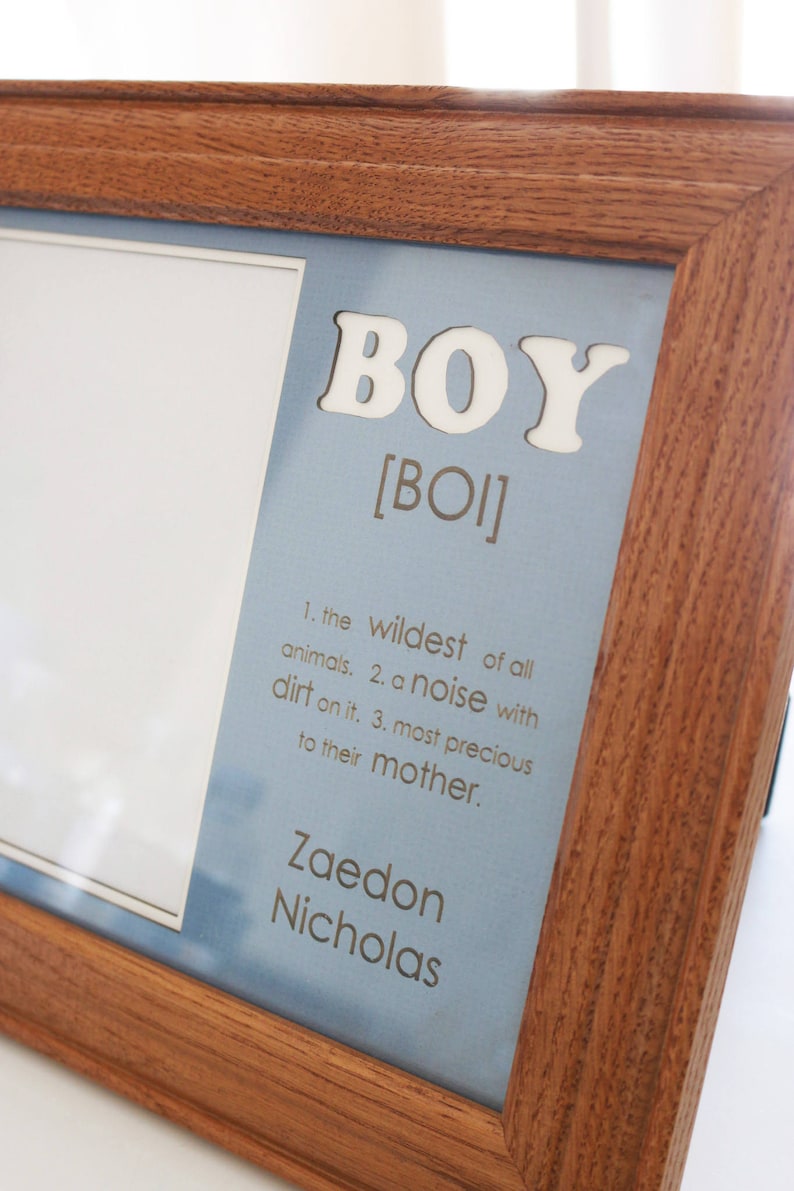 BOY
[BOI]
1. the wildest of all
animals. 2. a noise with
dirt on it. 3. most precious
to their mother.
Zaedon
Nicholas